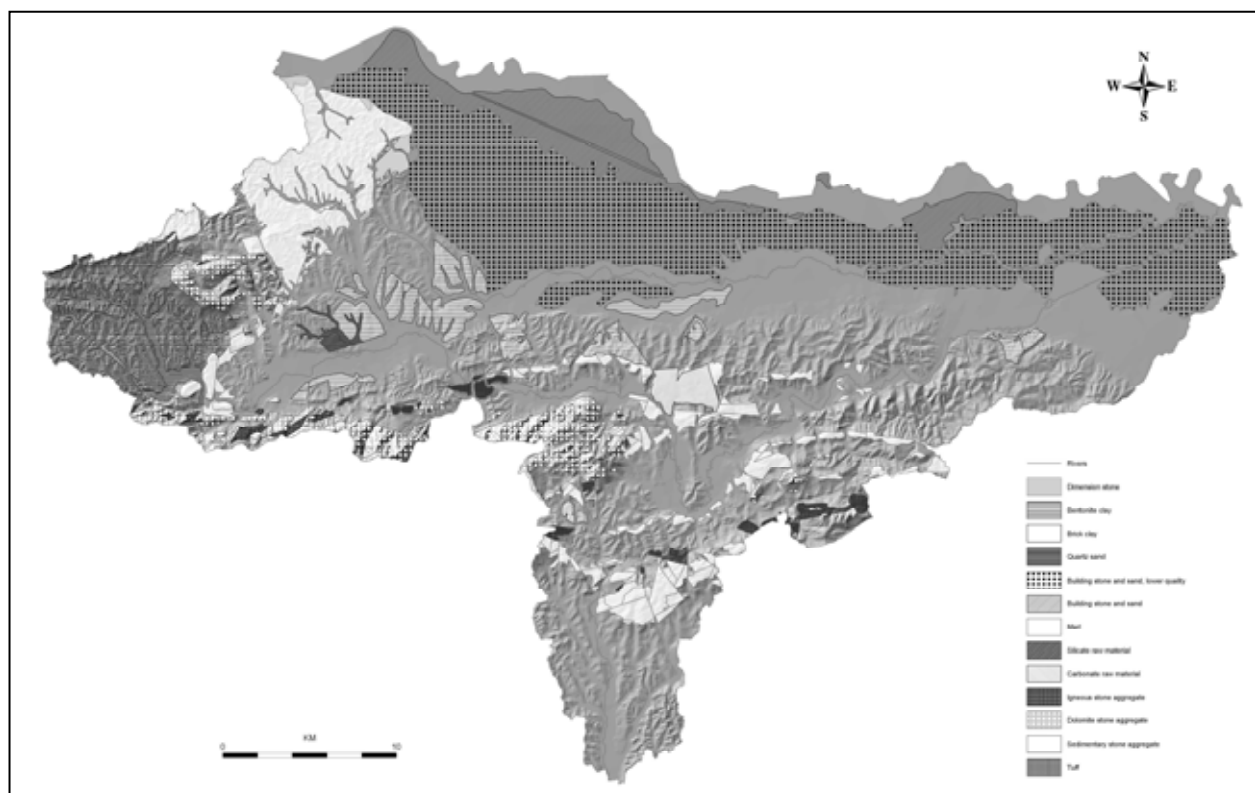 N
W E
S
Rivers
Dimension stone
Bentonite clay
Brick clay
Quartz sand
Building stone and sand, lower quality
Building stone and sand
Marl
Silicate raw material
Carbonate raw material
Igneous stone aggregate
Dolomite stone aggregate
Sedimentary stone aggregate
Tuff
KM
0 10